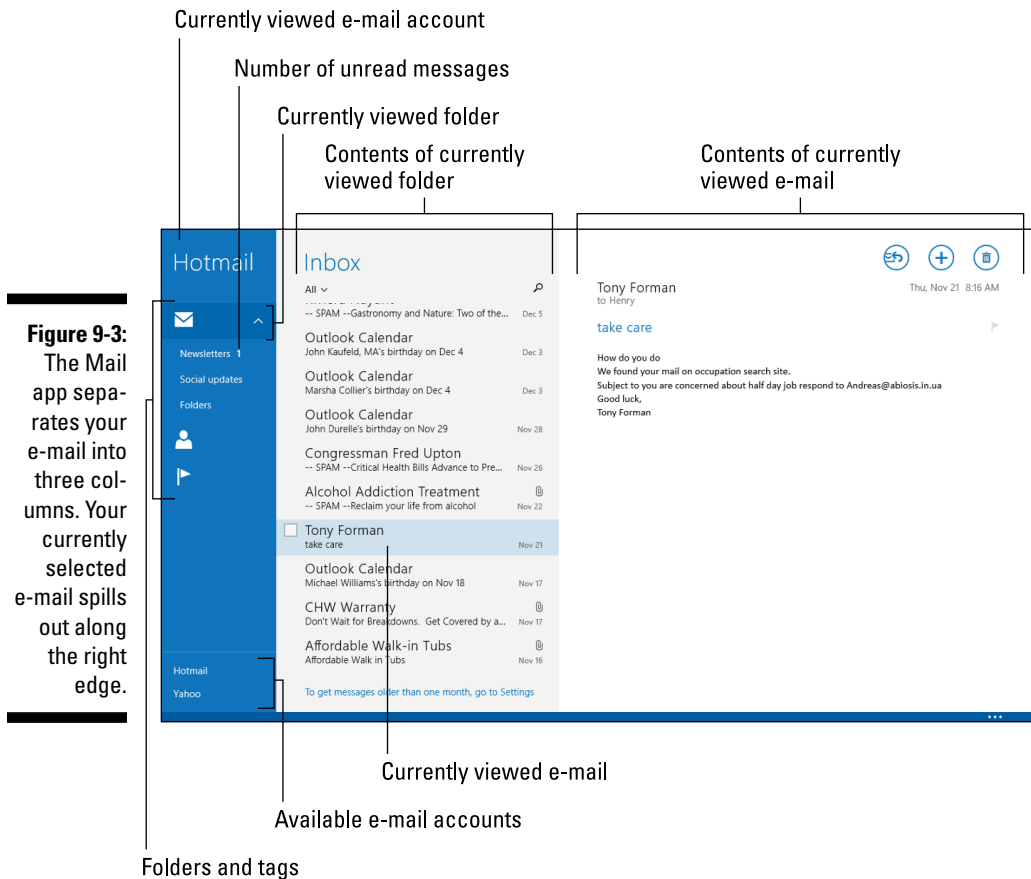 Currently viewed e-mail account
Number of unread messages
Currently viewed folder
Contents of currently
viewed folder
Contents of currently
viewed e-mail
Figure 9-3:
The Mail
app sepa-
rates your
e-mail into
three col-
umns. Your
currently
selected
e-mail spills
out along
the right
edge.
Hotmail
Newsletters 1
Social updates
Folders
Hotmail
Yahoo
Inbox
All
-- SPAM --Gastronomy and Nature: Two of the... Dec 5
Outlook Calendar
John Kaufeld, MA's birthday on Dec 4 Dec 3
Outlook Calendar
Marsha Collier's birthday on Dec 4 Dec 3
Outlook Calendar
John Durelle's birthday on Nov 29 Nov 28
Congressman Fred Upton
-- SPAM --Critical Health Bills Advance to Pre... Nov 26
Alcohol Addiction Treatment
-- SPAM --Reclaim your life from alcohol Nov 22
Tony Forman
take care Nov 21
Outlook Calendar
Michael Williams's birthday on Nov 18 Nov 17
CHW Warranty
Don't Wait for Breakdowns. Get Covered by a... Nov 17
Affordable Walk-in Tubs
Affordable Walk in Tubs Nov 16
To get messages older than one month, go to Settings
Tony Forman Thu, Nov 21 8:16 AM
to Henry
take care
How do you do
We found your mail on occupation search site.
Subject to you are concerned about half day job respond to Andreas@abiosis.in.ua
Good luck,
Tony Forman
Currently viewed e-mail
Available e-mail accounts
Folders and tags